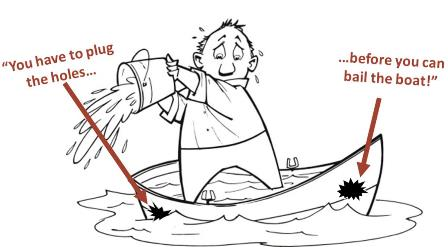 “You have to plug
the holes...
...before you can
bail the boat!”